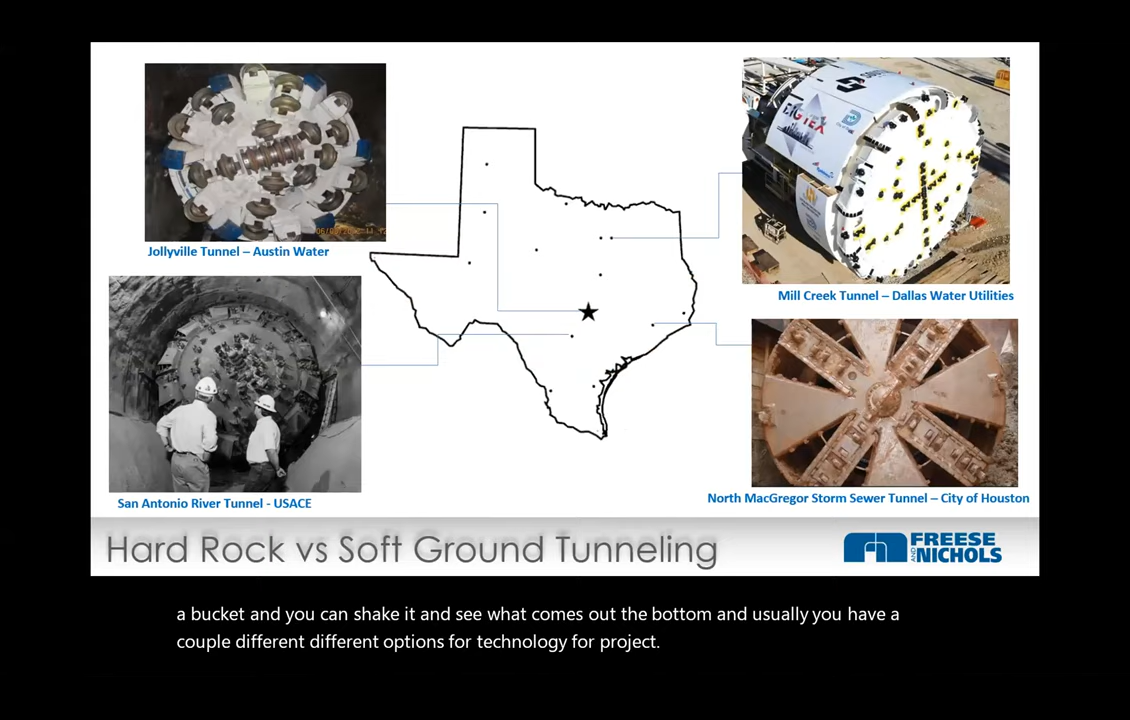 BIGTEX
Jollyville Tunnel – Austin Water
Mill Creek Tunnel – Dallas Water Utilities
San Antonio River Tunnel - USACE
North MacGregor Storm Sewer Tunnel – City of Houston
Hard Rock vs Soft Ground Tunneling
FREESE
AND
NICHOLS
a bucket and you can shake it and see what comes out the bottom and usually you have a
couple different different options for technology for project.